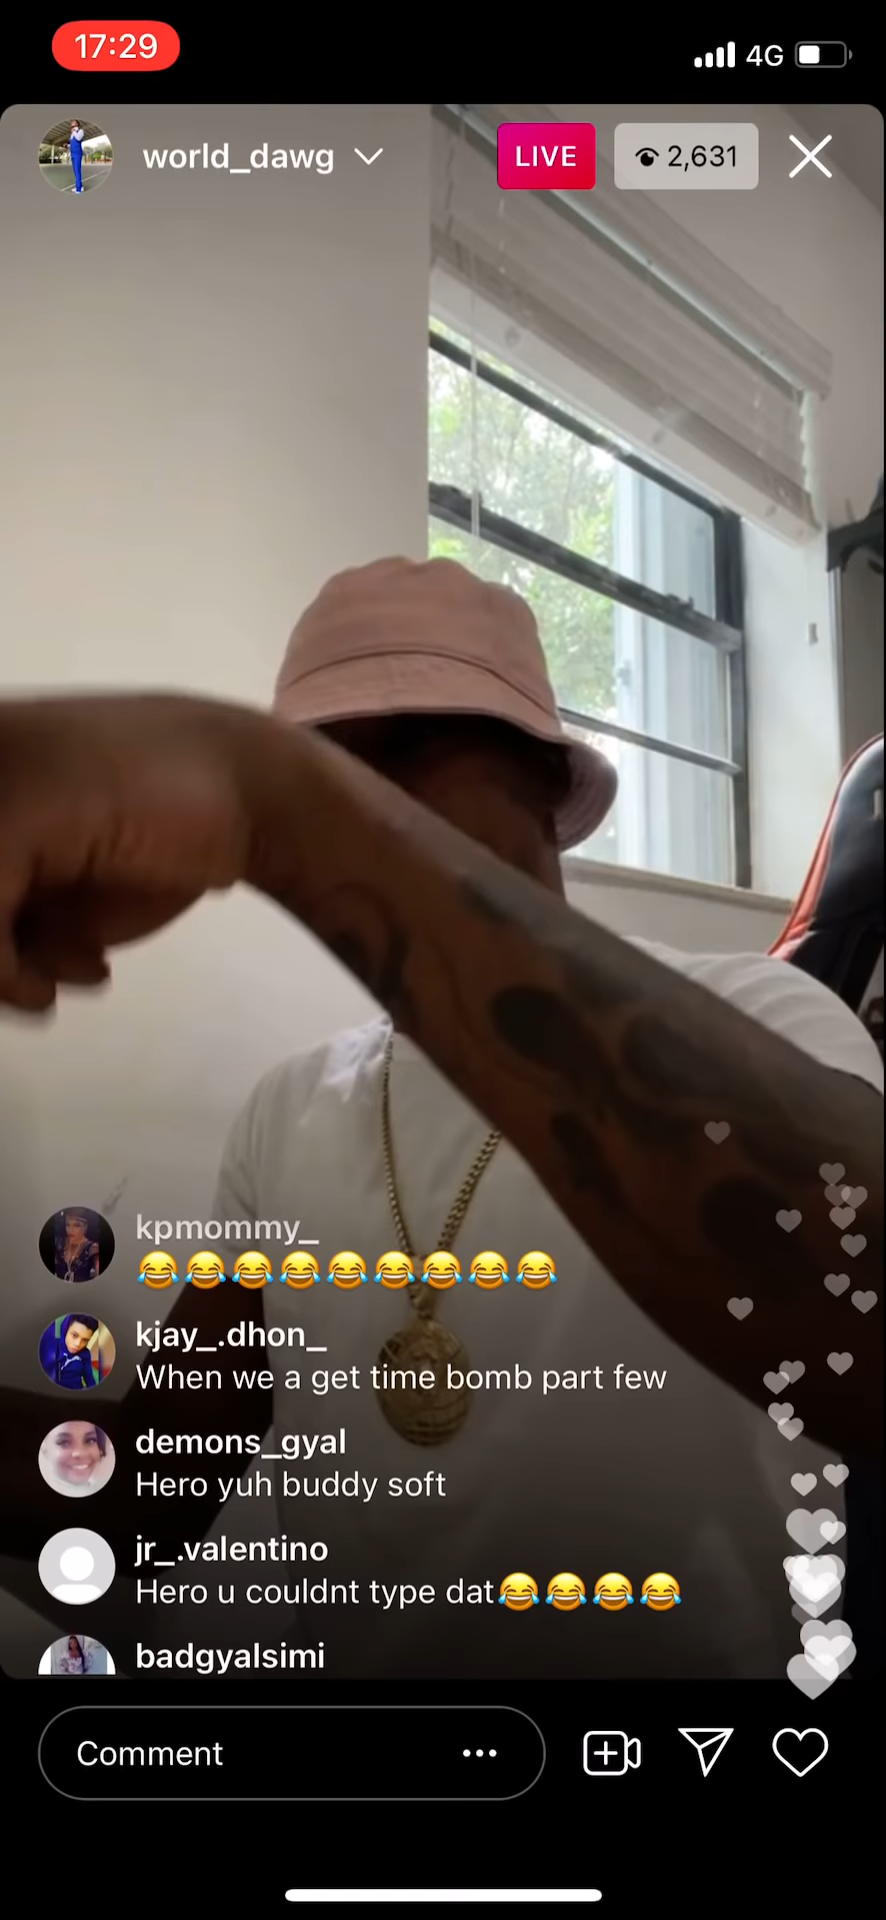 17:29
4G
world_dawg
LIVE
2,631
kpmommy_
😂😂😂😂😂😂😂😂😂
kjay_.dhon_
When we a get time bomb part few
demons_gyal
Hero yuh buddy soft
jr_.valentino
Hero u couldnt type dat😂😂😂😂
badgyalsimi
Comment